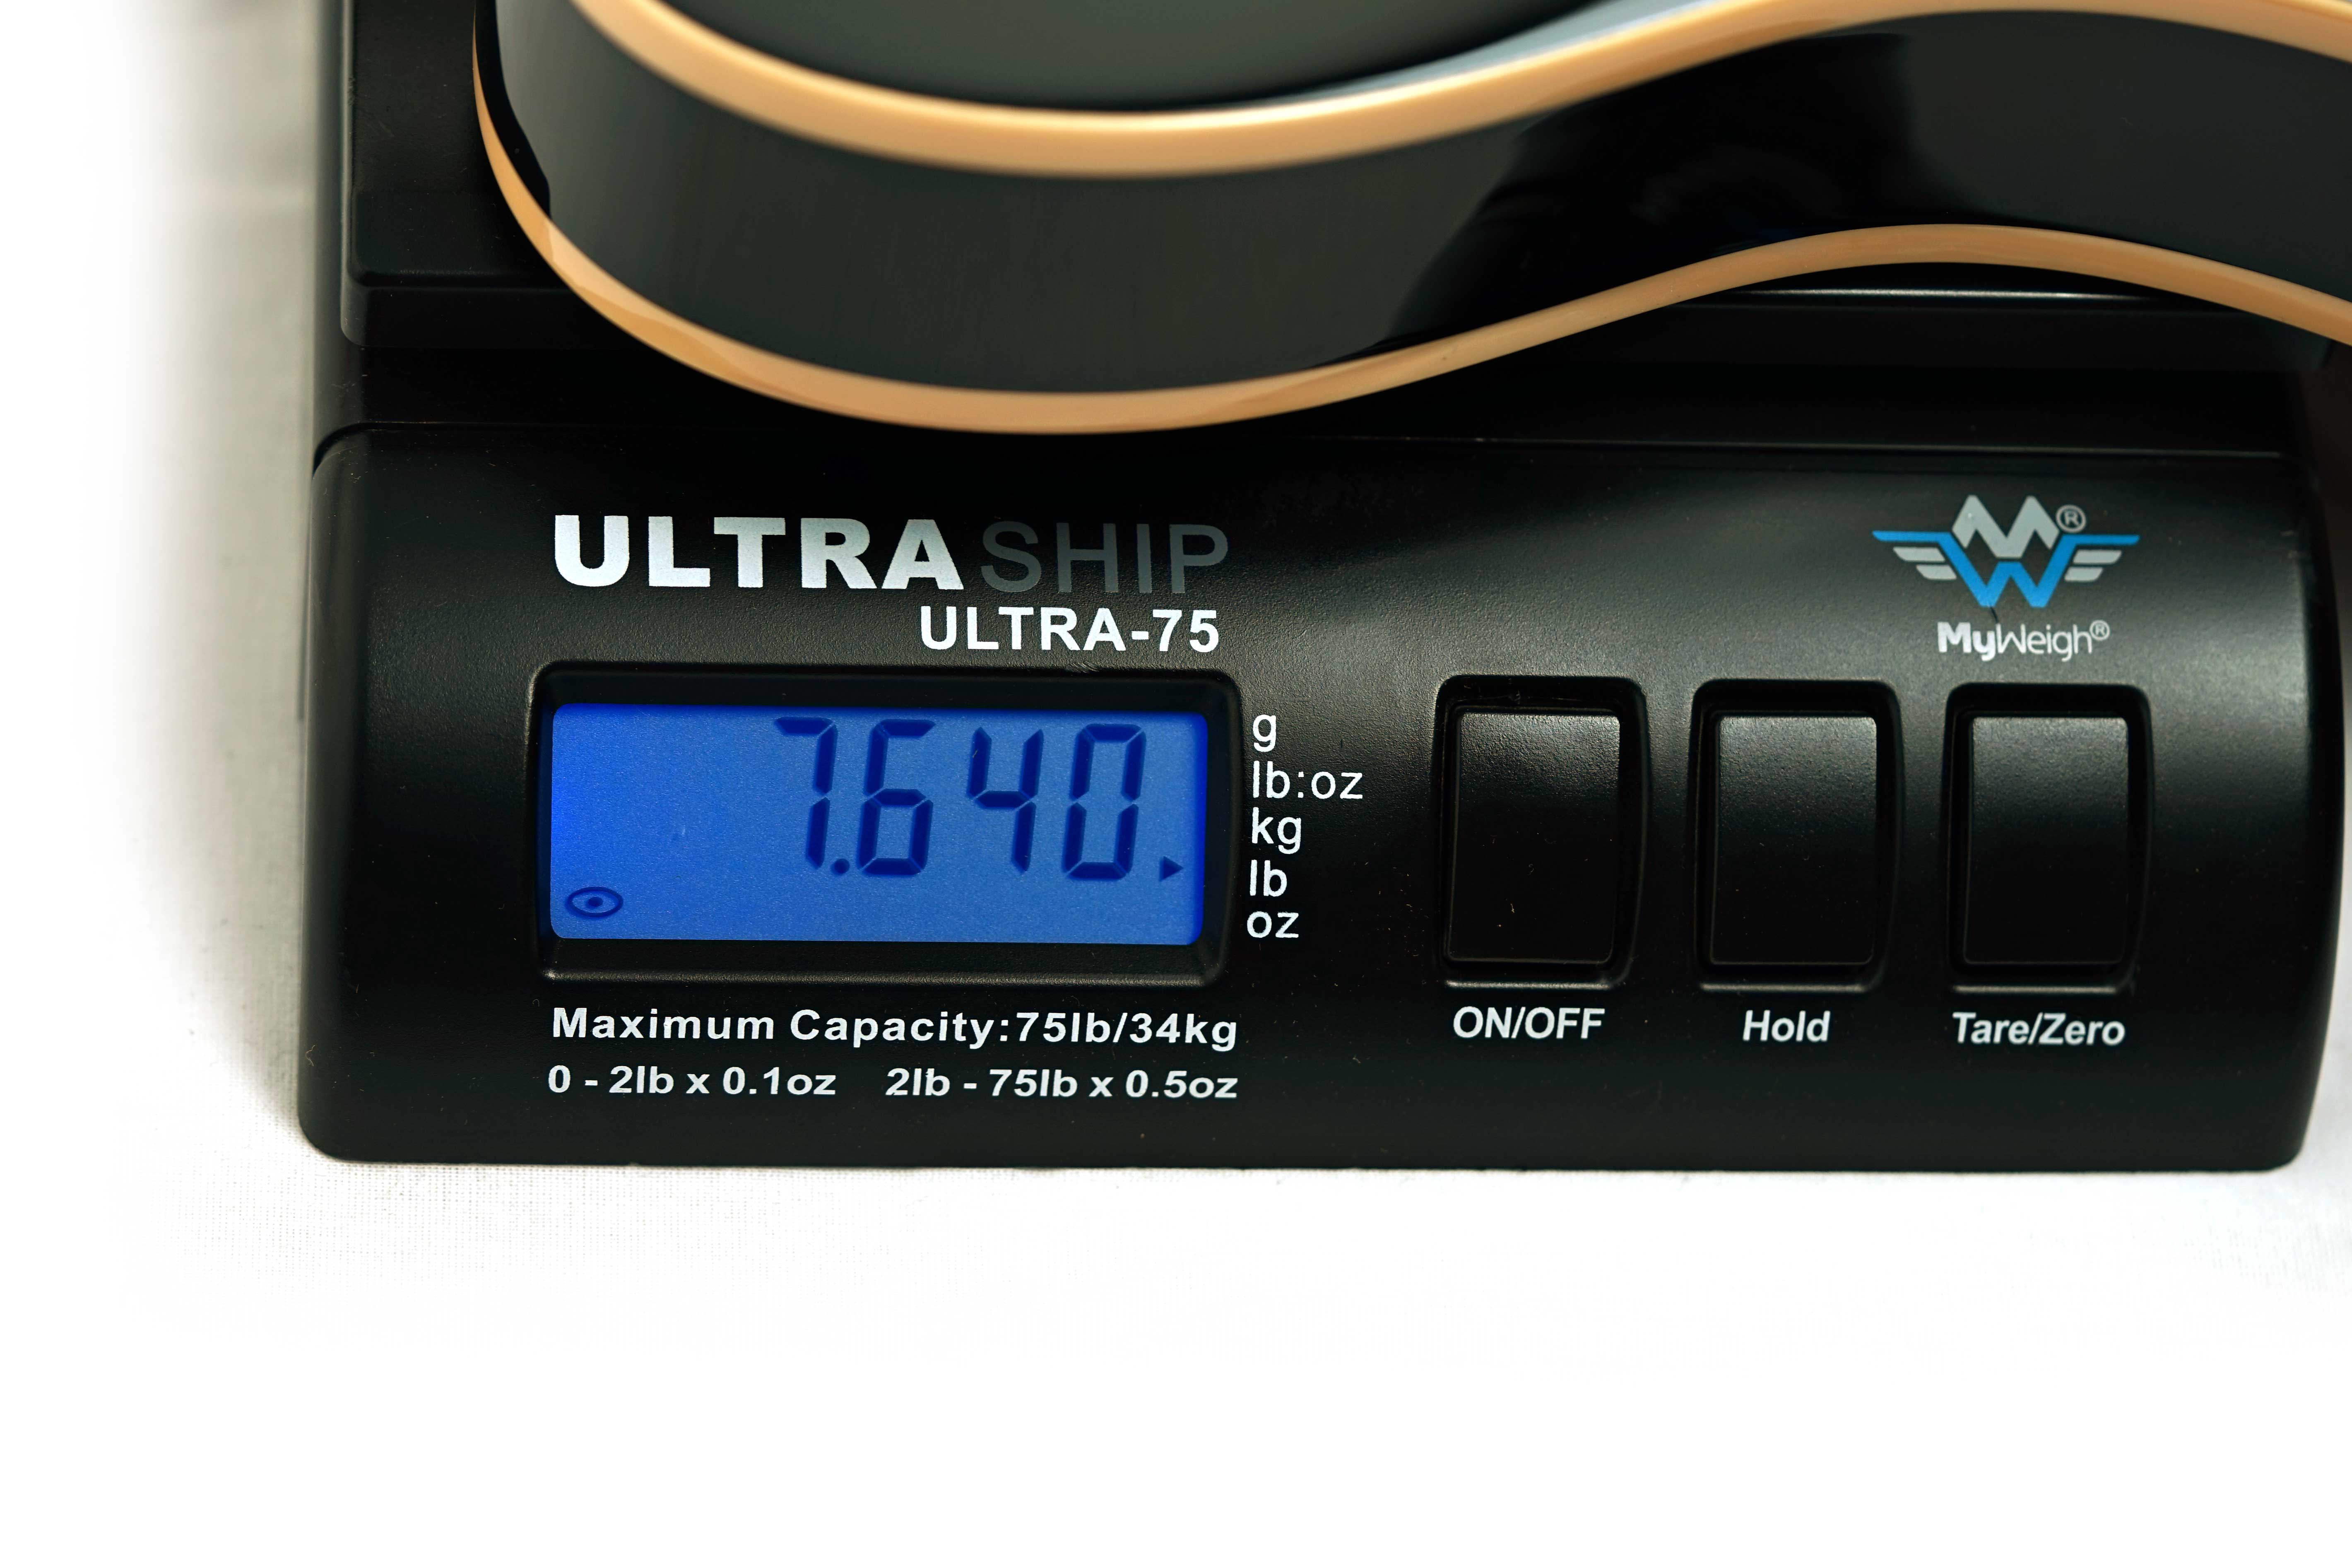 ULTRASHIP
ULTRA-75
MW®
MyWeigh®
7.640
g
lb:oz
kg
lb
oz
ON/OFF
Hold
Tare/Zero
Maximum Capacity:75lb/34kg
0 - 2lb x 0.1oz 2lb - 75lb x 0.5oz